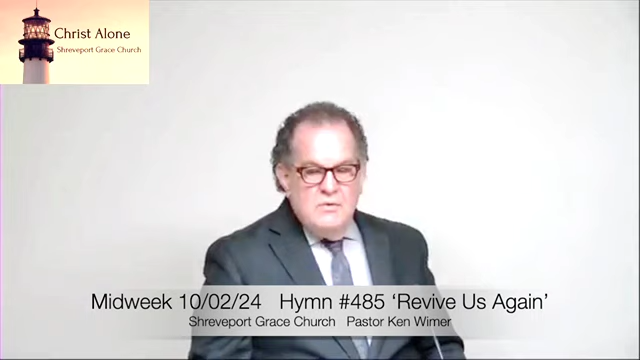 Christ Alone
Shreveport Grace Church
Midweek 10/02/24 Hymn #485 ‘Revive Us Again’
Shreveport Grace Church Pastor Ken Wimer